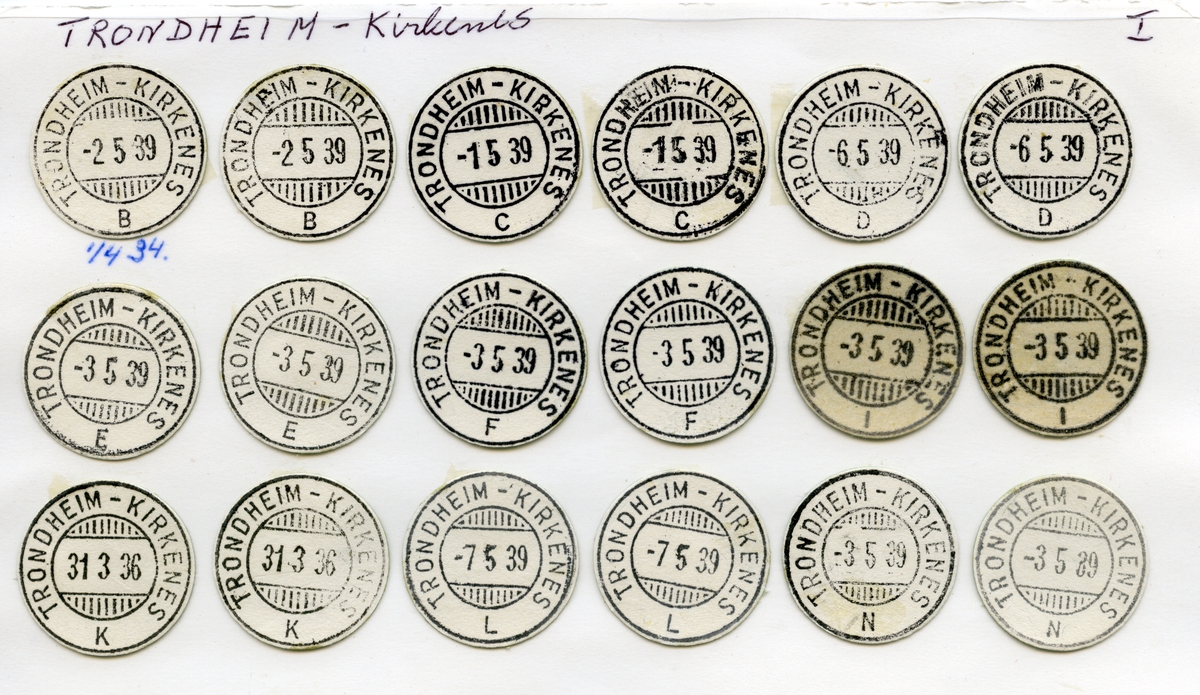 TRONDHEIM - Kirkenes
I
TRONDHEIM - KIRKENES
-2 5 39
B
TRONDHEIM - KIRKENES
-2 5 39
B
TRONDHEIM - KIRKENES
-1 5 39
C
TRONDHEIM - KIRKENES
-1 5 39
C
TRONDHEIM - KIRKENES
-6 5 39
D
TRONDHEIM - KIRKENES
-6 5 39
D
1/4 34.
TRONDHEIM - KIRKENES
-3 5 39
E
TRONDHEIM - KIRKENES
-3 5 39
E
TRONDHEIM - KIRKENES
-3 5 39
F
TRONDHEIM - KIRKENES
-3 5 39
F
TRONDHEIM - KIRKENES
-3 5 39
I
TRONDHEIM - KIRKENES
-3 5 39
I
TRONDHEIM - KIRKENES
31 3 36
K
TRONDHEIM - KIRKENES
31 3 36
K
TRONDHEIM - KIRKENES
-7 5 39
L
TRONDHEIM - KIRKENES
-7 5 39
L
TRONDHEIM - KIRKENES
-3 5 39
N
TRONDHEIM - KIRKENES
-3 5 39
N